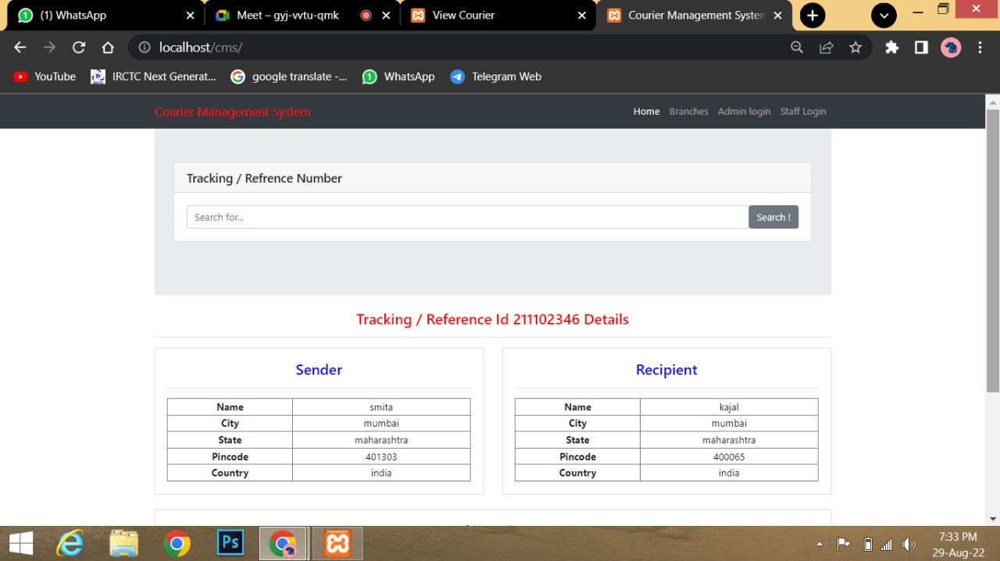 (1) WhatsApp
Meet – gyj-vvtu-qmk
View Courier
Courier Management System
localhost/cms/
YouTube
IRCTC Next Generat...
google translate -...
WhatsApp
Telegram Web
Courier Management System
Home Branches Admin login Staff Login
Tracking / Refrence Number
Search for...
Search !
Tracking / Reference Id 211102346 Details
Sender
Name smita
City mumbai
State maharashtra
Pincode 401303
Country india
Recipient
Name kajal
City mumbai
State maharashtra
Pincode 400065
Country india
Ps
7:33 PM
29-Aug-22